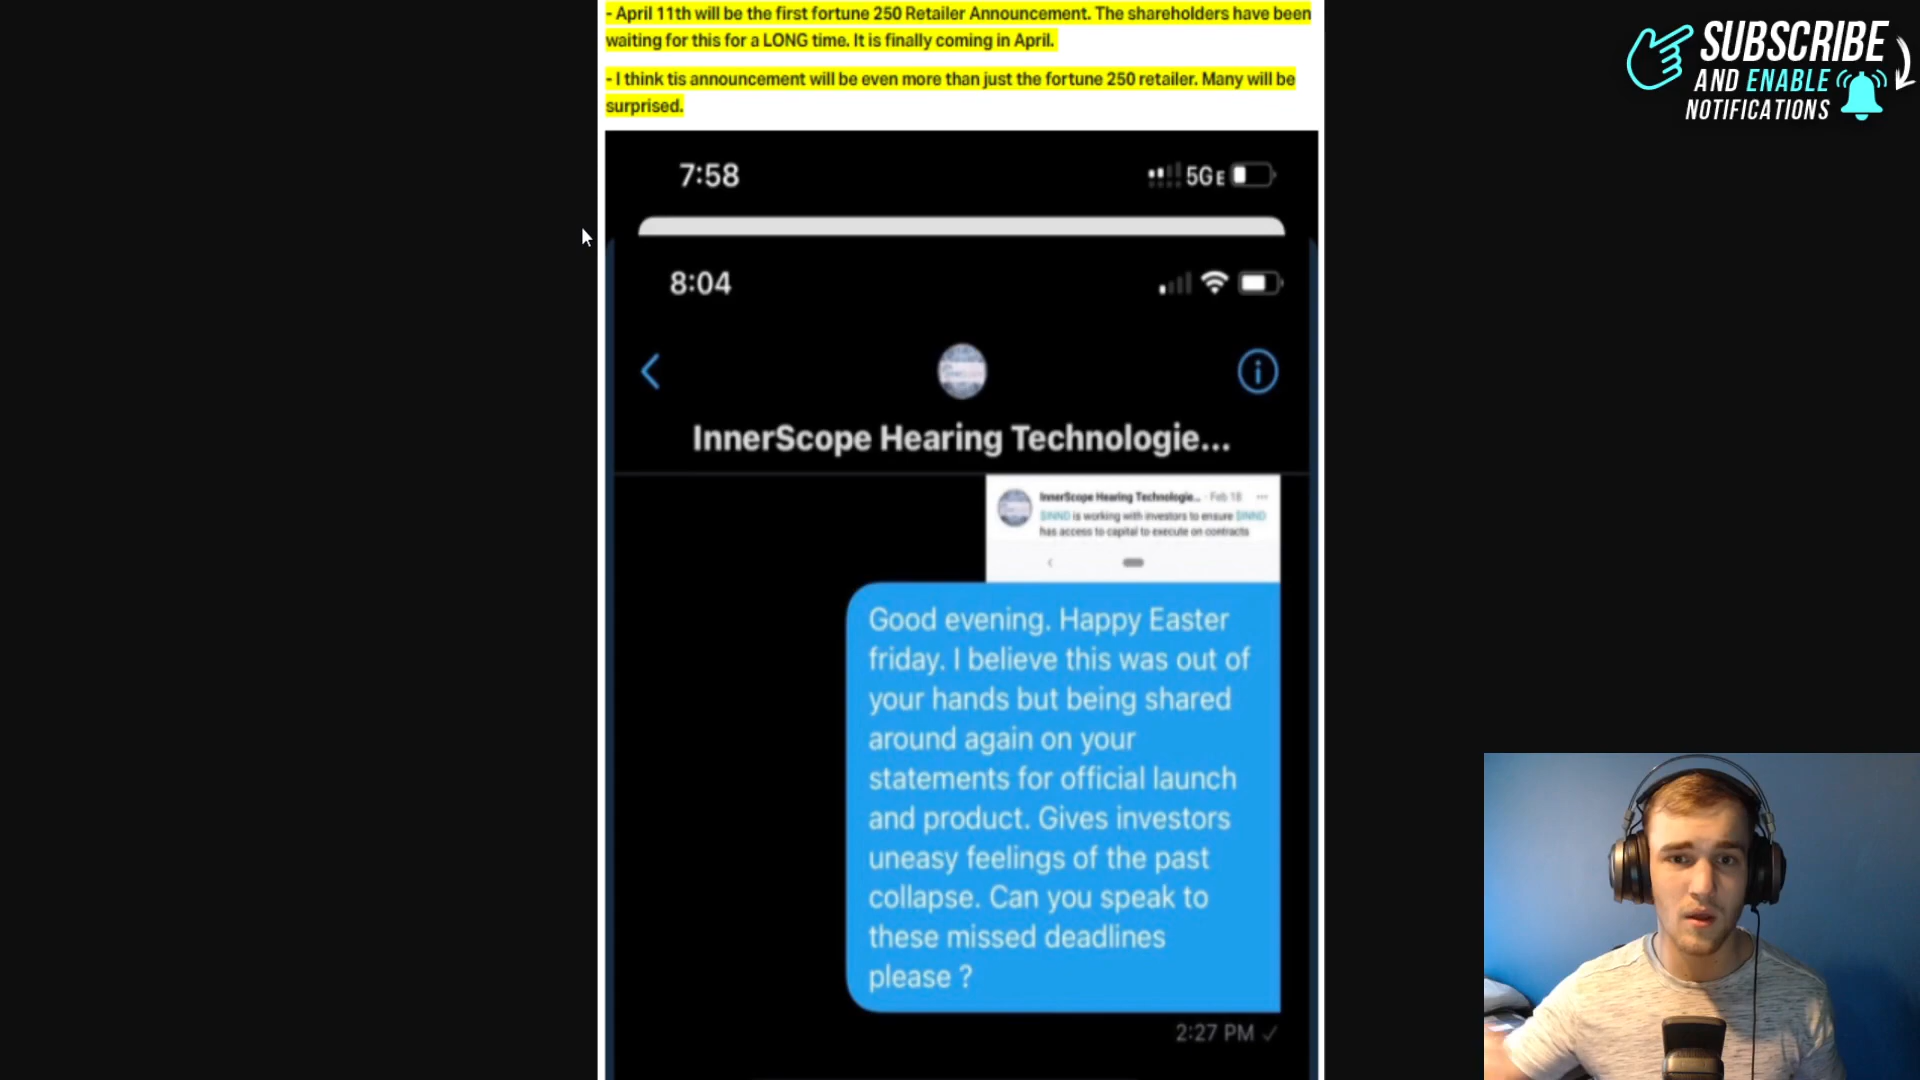 - April 11th will be the first fortune 250 Retailer Announcement. The shareholders have been
waiting for this for a LONG time. It is finally coming in April.
- I think tis announcement will be even more than just the fortune 250 retailer. Many will be
surprised.
SUBSCRIBE
AND ENABLE
NOTIFICATIONS
7:58
5GE
8:04
InnerScope Hearing Technologie...
InnerScope Hearing Technologie... · Feb 18
$INND is working with investors to ensure $INND
has access to capital to execute on contracts
Good evening. Happy Easter
friday. I believe this was out of
your hands but being shared
around again on your
statements for official launch
and product. Gives investors
uneasy feelings of the past
collapse. Can you speak to
these missed deadlines
please ?
2:27 PM